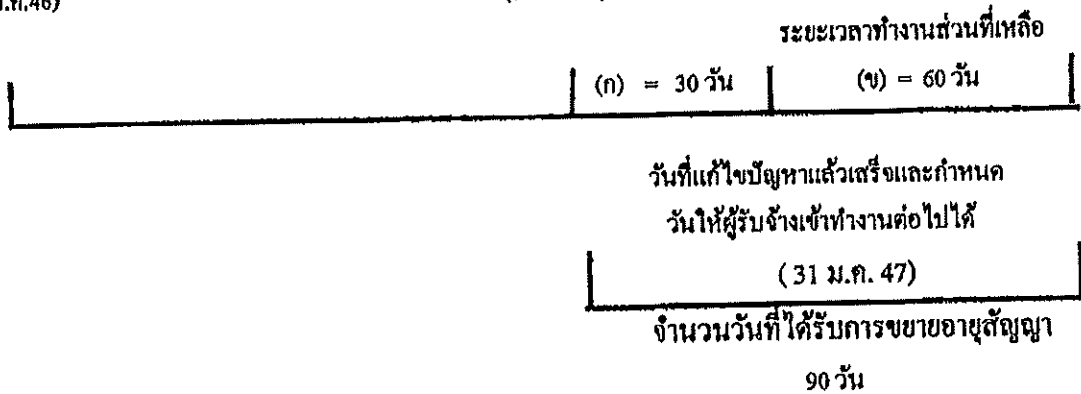 ระยะเวลาทำงานส่วนที่เหลือ
(ก) = 30 วัน (ข) = 60 วัน
วันที่แก้ไขปัญหาแล้วเสร็จและกำหนด
วันให้ผู้รับจ้างเข้าทำงานต่อไปได้
( 31 ม.ค. 47)
จำนวนวันที่ได้รับการขยายอายุสัญญา
90 วัน